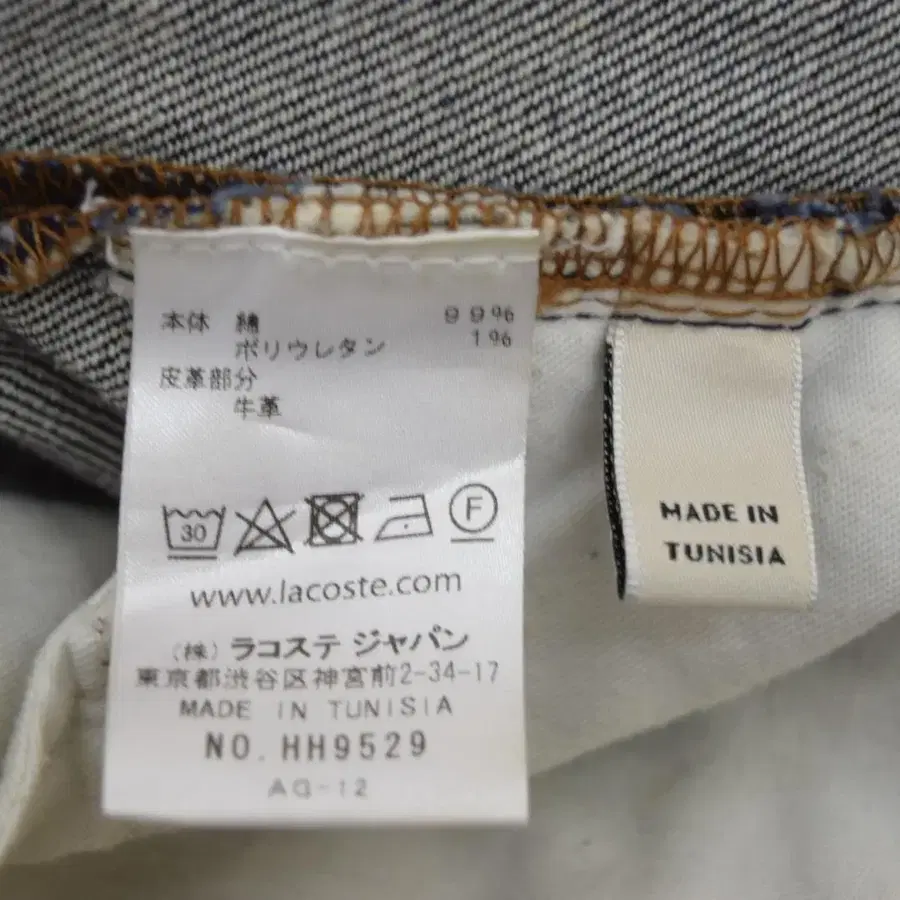 本体 綿 99%
ポリウレタン 1%
皮革部分
牛革
30 F
www.lacoste.com
(株) ラコステ ジャパン
東京都渋谷区神宮前2-34-17
MADE IN TUNISIA
NO. HH9529
AG-12
MADE IN
TUNISIA